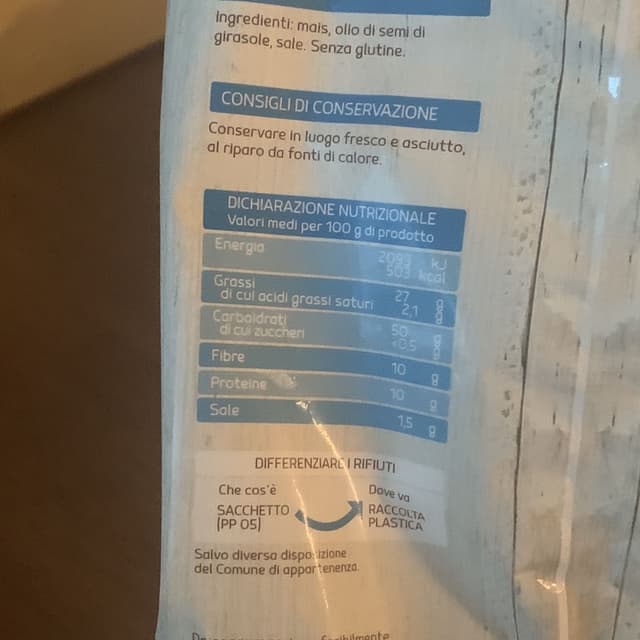 Ingredienti: mais, olio di semi di
girasole, sale. Senza glutine.
CONSIGLI DI CONSERVAZIONE
Conservare in luogo fresco e asciutto,
al riparo da fonti di calore.
DICHIARAZIONE NUTRIZIONALE
Valori medi per 100 g di prodotto
Energia 2099 kJ
503 kcal
Grassi 27 g
di cui acidi grassi saturi 2,1 g
Carboidrati 50 g
di cui zuccheri <0,5 g
Fibre 10 g
Proteine 10 g
Sale 1,5 g
DIFFERENZIARE I RIFIUTI
Che cos'è Dove va
SACCHETTO RACCOLTA
(PP 05) PLASTICA
Salvo diversa disposizione
del Comune di appartenenza.